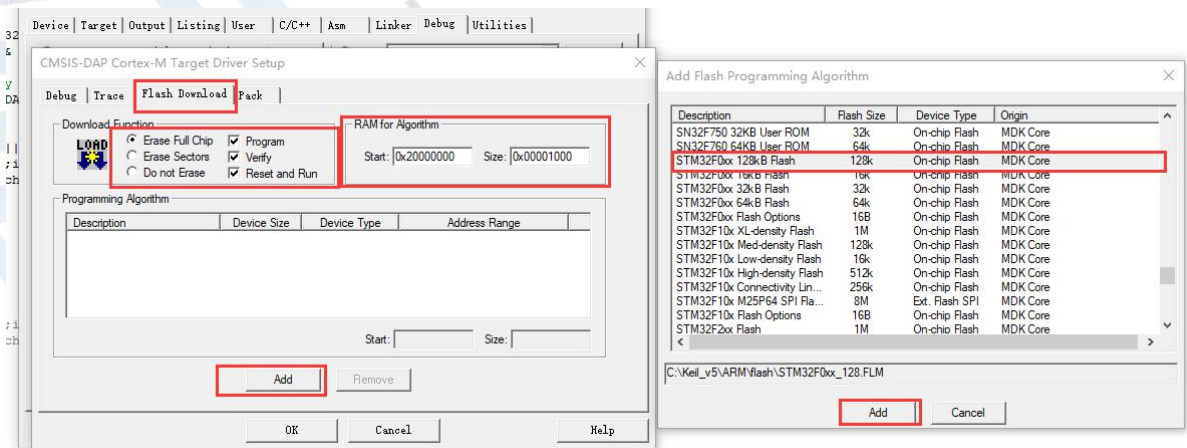 Device Target Output Listing User C/C++ Asm Linker Debug Utilities
32
&
y
DA
CMSIS-DAP Cortex-M Target Driver Setup
Debug Trace Flash Download Pack
Download Function
LOAD
Erase Full Chip Program
Erase Sectors Verify
Do not Erase Reset and Run
RAM for Algorithm
Start: 0x20000000 Size: 0x00001000
||
;i
ch
Programming Algorithm
Description Device Size Device Type Address Range
;i
ch
Start: Size:
Add Remove
OK Cancel Help
Add Flash Programming Algorithm
Description Flash Size Device Type Origin
SN32F750 32KB User ROM 32k On-chip Flash MDK Core
SN32F760 64KB User ROM 64k On-chip Flash MDK Core
STM32F0xx 128kB Flash 128k On-chip Flash MDK Core
STM32F0xx 16kB Flash 16k On-chip Flash MDK Core
STM32F0xx 32kB Flash 32k On-chip Flash MDK Core
STM32F0xx 64kB Flash 64k On-chip Flash MDK Core
STM32F0xx Flash Options 16B On-chip Flash MDK Core
STM32F10x XL-density Flash 1M On-chip Flash MDK Core
STM32F10x Med-density Flash 128k On-chip Flash MDK Core
STM32F10x Low-density Flash 16k On-chip Flash MDK Core
STM32F10x High-density Flash 512k On-chip Flash MDK Core
STM32F10x Connectivity Lin... 256k On-chip Flash MDK Core
STM32F10x M25P64 SPI Fla... 8M Ext. Flash SPI MDK Core
STM32F10x Flash Options 16B On-chip Flash MDK Core
STM32F2xx Flash 1M On-chip Flash MDK Core
C:\Keil_v5\ARM\flash\STM32F0xx_128.FLM
Add Cancel